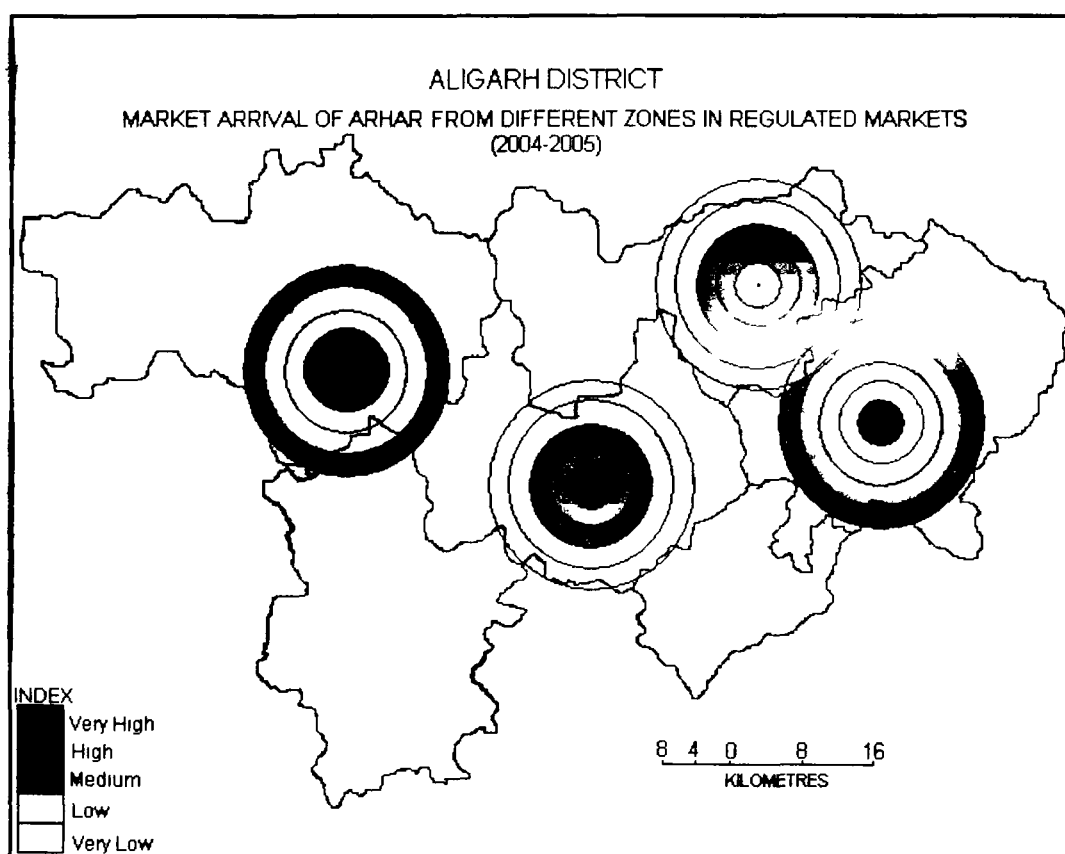 ALIGARH DISTRICT
MARKET ARRIVAL OF ARHAR FROM DIFFERENT ZONES IN REGULATED MARKETS
(2004-2005)
INDEX
Very High
High
Medium
Low
Very Low
8 4 0 8 16
KILOMETRES